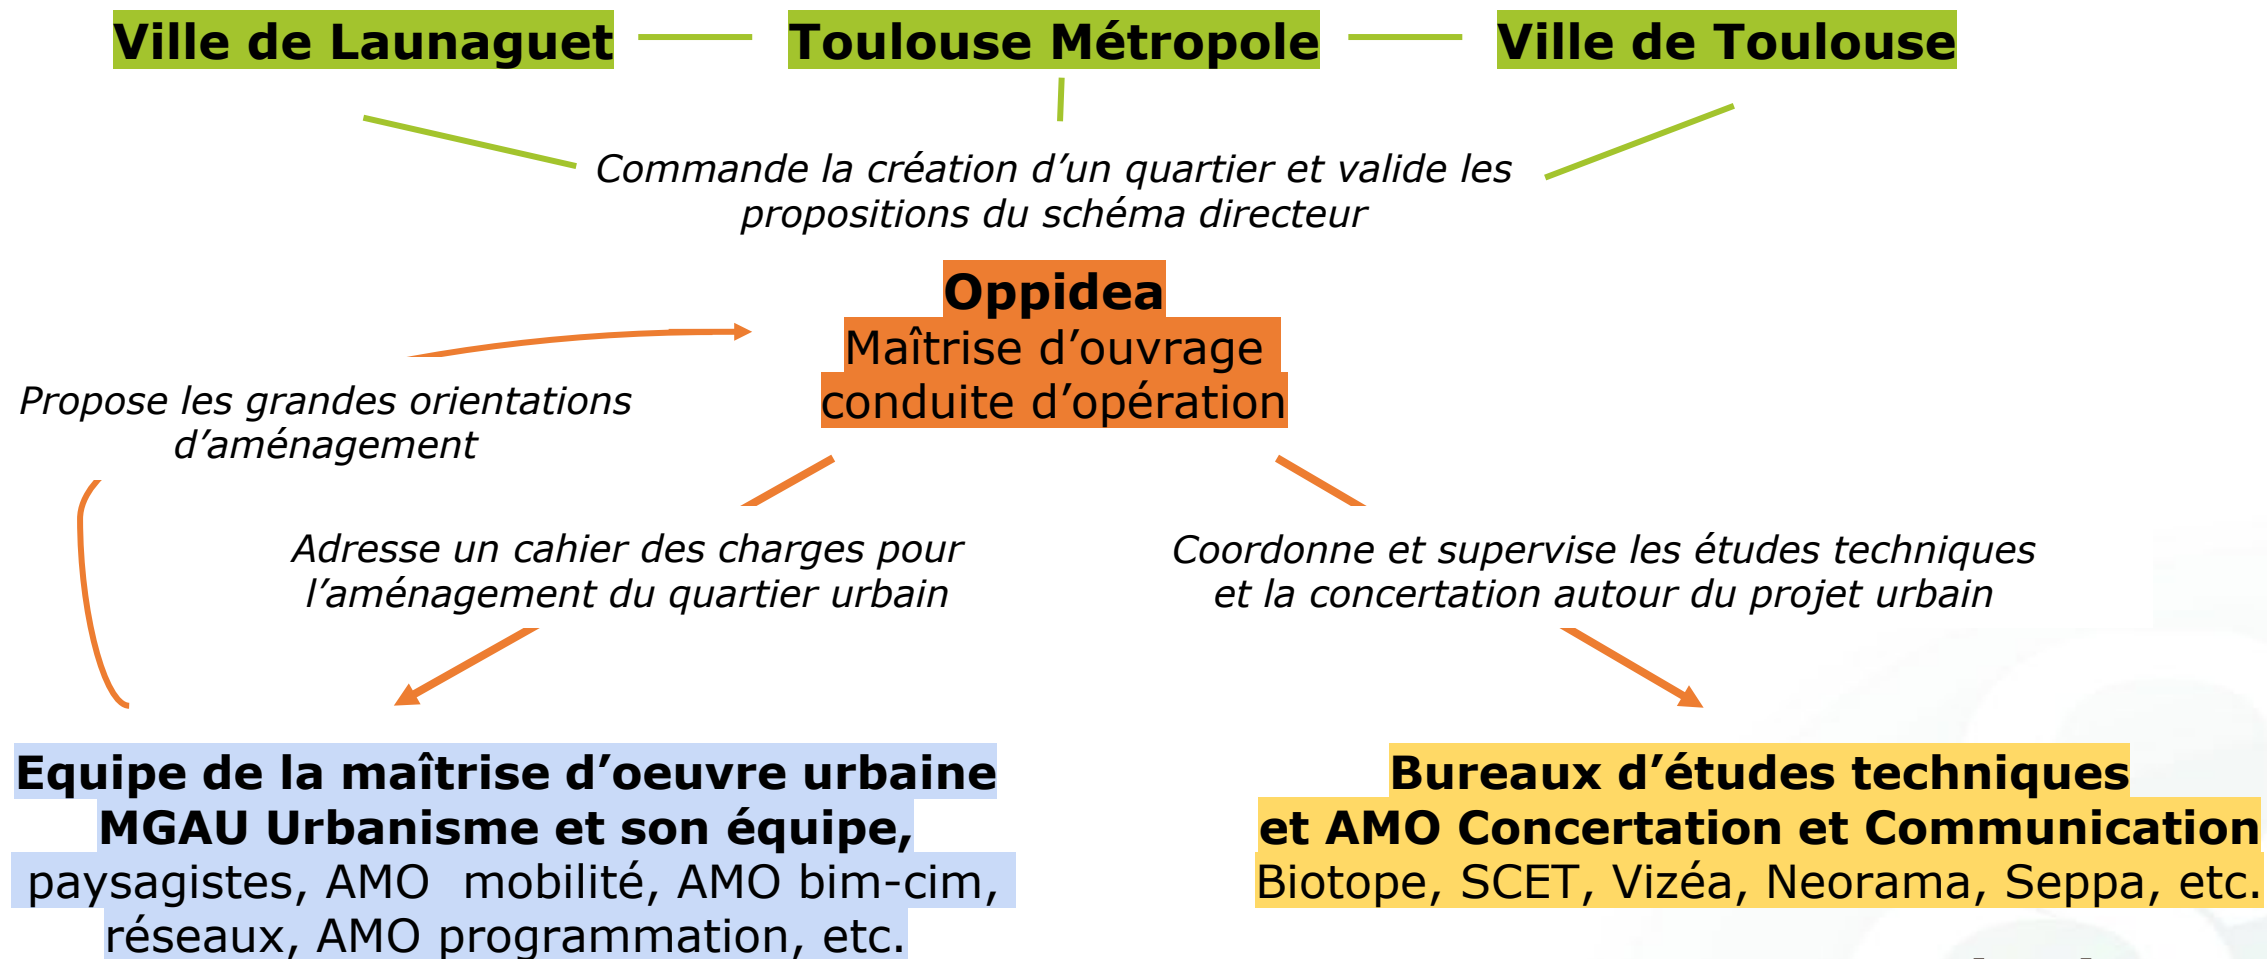 Ville de Launaguet
Toulouse Métropole
Ville de Toulouse
Commande la création d’un quartier et valide les
propositions du schéma directeur
Oppidea
Maîtrise d’ouvrage
conduite d’opération
Propose les grandes orientations
d’aménagement
Adresse un cahier des charges pour
l’aménagement du quartier urbain
Coordonne et supervise les études techniques
et la concertation autour du projet urbain
Equipe de la maîtrise d’oeuvre urbaine
MGAU Urbanisme et son équipe,
paysagistes, AMO mobilité, AMO bim-cim,
réseaux, AMO programmation, etc.
Bureaux d’études techniques
et AMO Concertation et Communication
Biotope, SCET, Vizéa, Neorama, Seppa, etc.